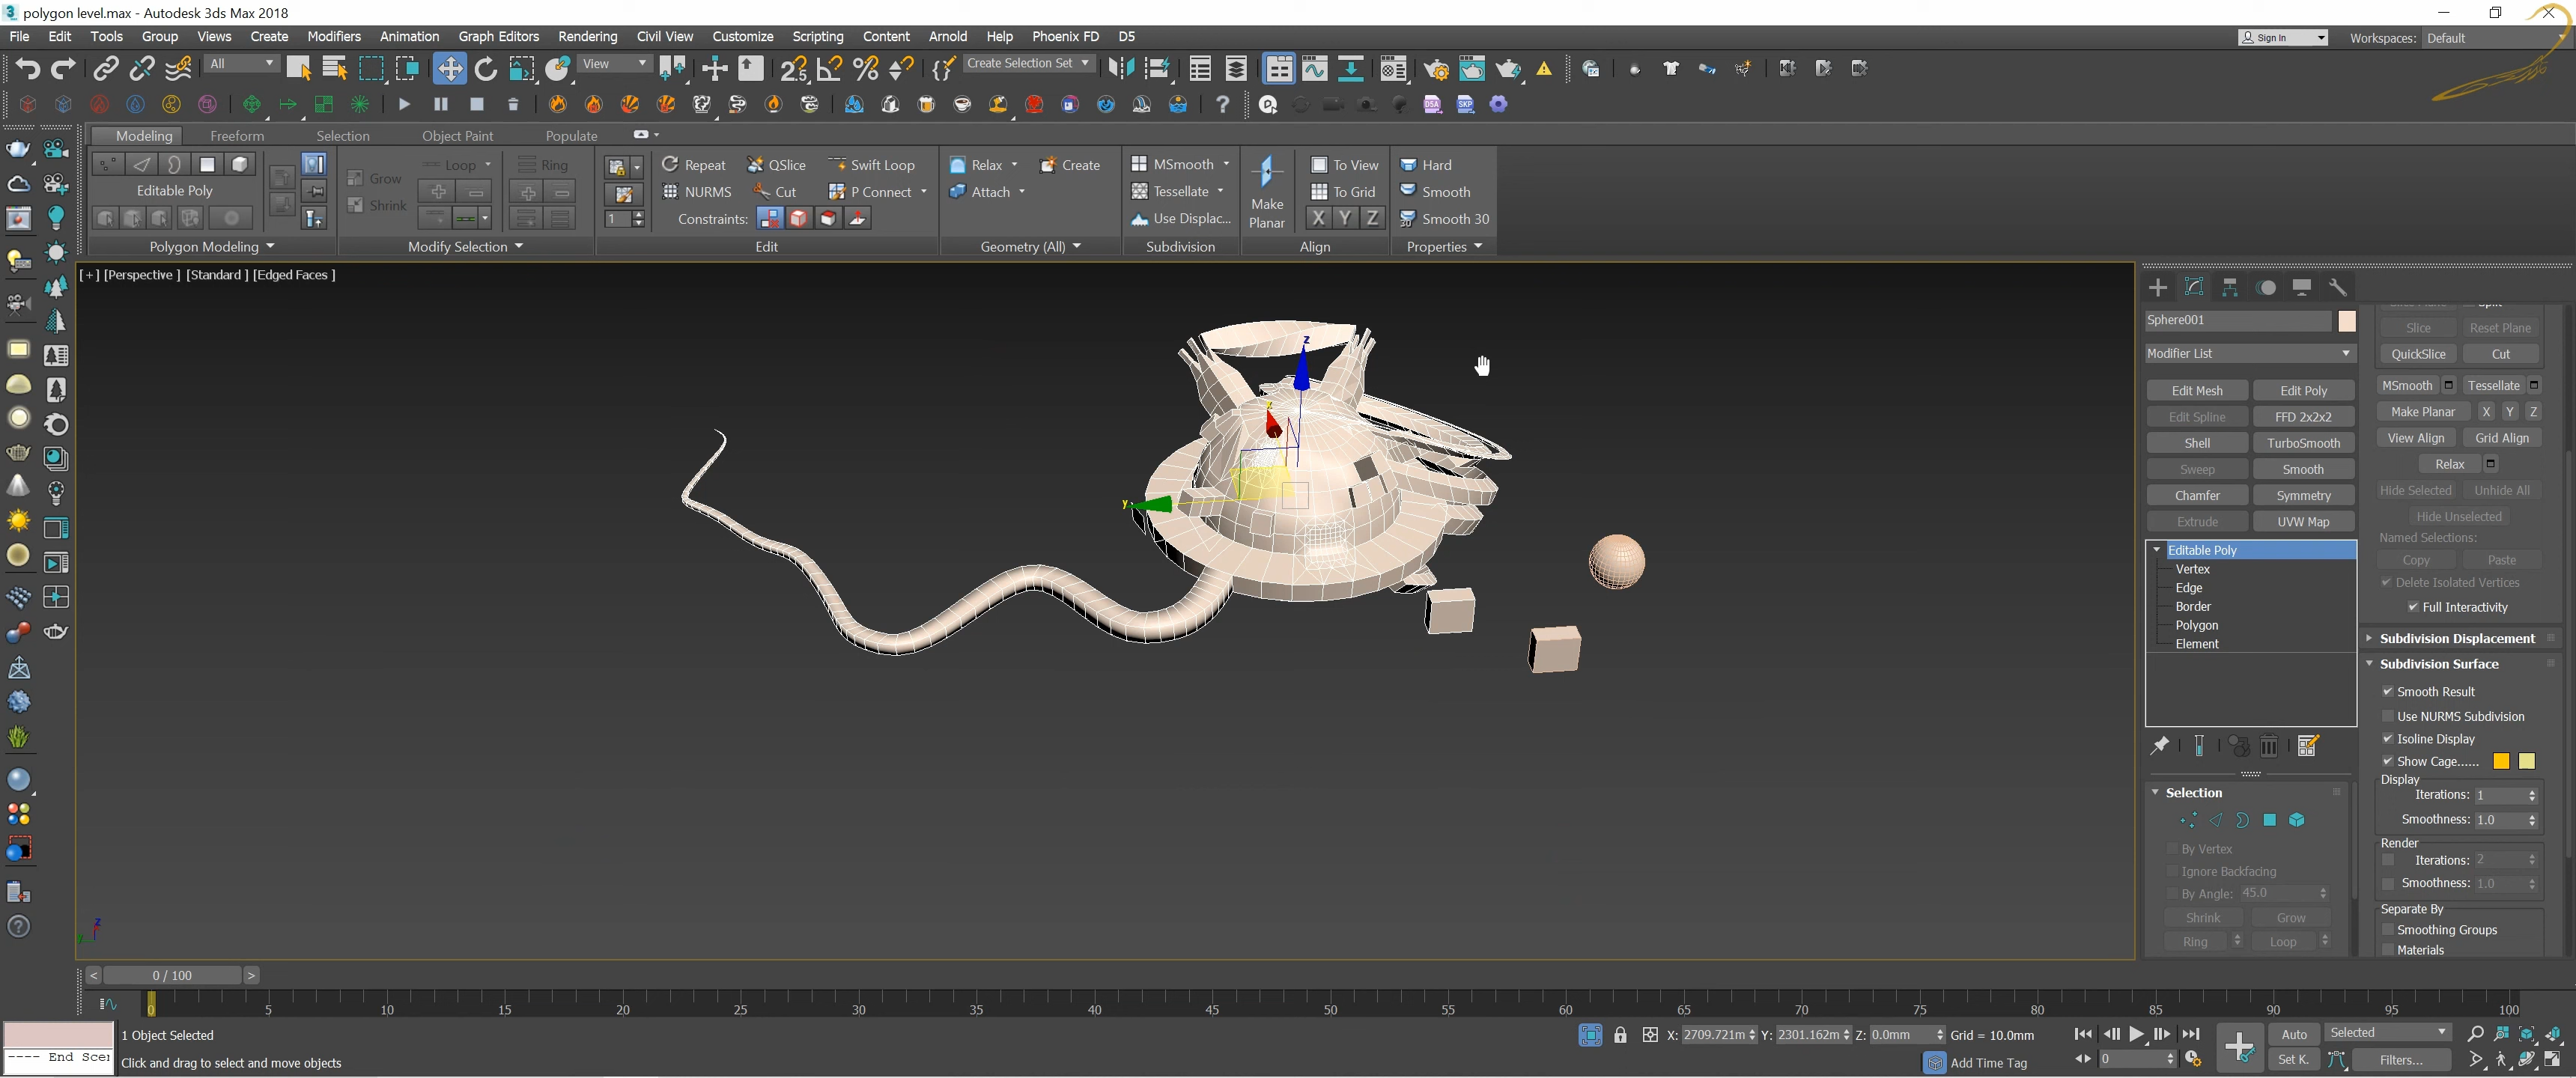 polygon level.max - Autodesk 3ds Max 2018
File Edit Tools Group Views Create Modifiers Animation Graph Editors Rendering Civil View Customize Scripting Content Arnold Help Phoenix FD D5
Sign In Workspaces: Default
All View Create Selection Set
Modeling Freeform Selection Object Paint Populate
Loop Ring Repeat QSlice Swift Loop Relax Create MSmooth To View Hard
Grow
Editable Poly NURMS Cut P Connect Attach Tessellate To Grid Smooth
Shrink Make
1 Constraints: Use Displac... Planar X Y Z Smooth 30
Polygon Modeling Modify Selection Edit Geometry (All) Subdivision Align Properties
[+] [Perspective ] [Standard ] [Edged Faces ]
z
x
y
z
y
Sphere001
Modifier List
Edit Mesh Edit Poly
Edit Spline FFD 2x2x2
Shell TurboSmooth
Sweep Smooth
Chamfer Symmetry
Extrude UVW Map
Editable Poly
Vertex
Edge
Border
Polygon
Element
Selection
By Vertex
Ignore Backfacing
By Angle: 45.0
Shrink Grow
Ring Loop
Slice Reset Plane
QuickSlice Cut
MSmooth Tessellate
Make Planar X Y Z
View Align Grid Align
Relax
Hide Selected Unhide All
Hide Unselected
Named Selections:
Copy Paste
Delete Isolated Vertices
Full Interactivity
Subdivision Displacement
Subdivision Surface
Smooth Result
Use NURMS Subdivision
Isoline Display
Show Cage......
Display
Iterations: 1
Smoothness: 1.0
Render
Iterations: 2
Smoothness: 1.0
Separate By
Smoothing Groups
Materials
< 0 / 100 >
0 5 10 15 20 25 30 35 40 45 50 55 60 65 70 75 80 85 90 95 100
1 Object Selected X: 2709.721m Y: 2301.162m Z: 0.0mm Grid = 10.0mm Auto Selected
---- End Scer Click and drag to select and move objects Add Time Tag 0 Set K. Filters...